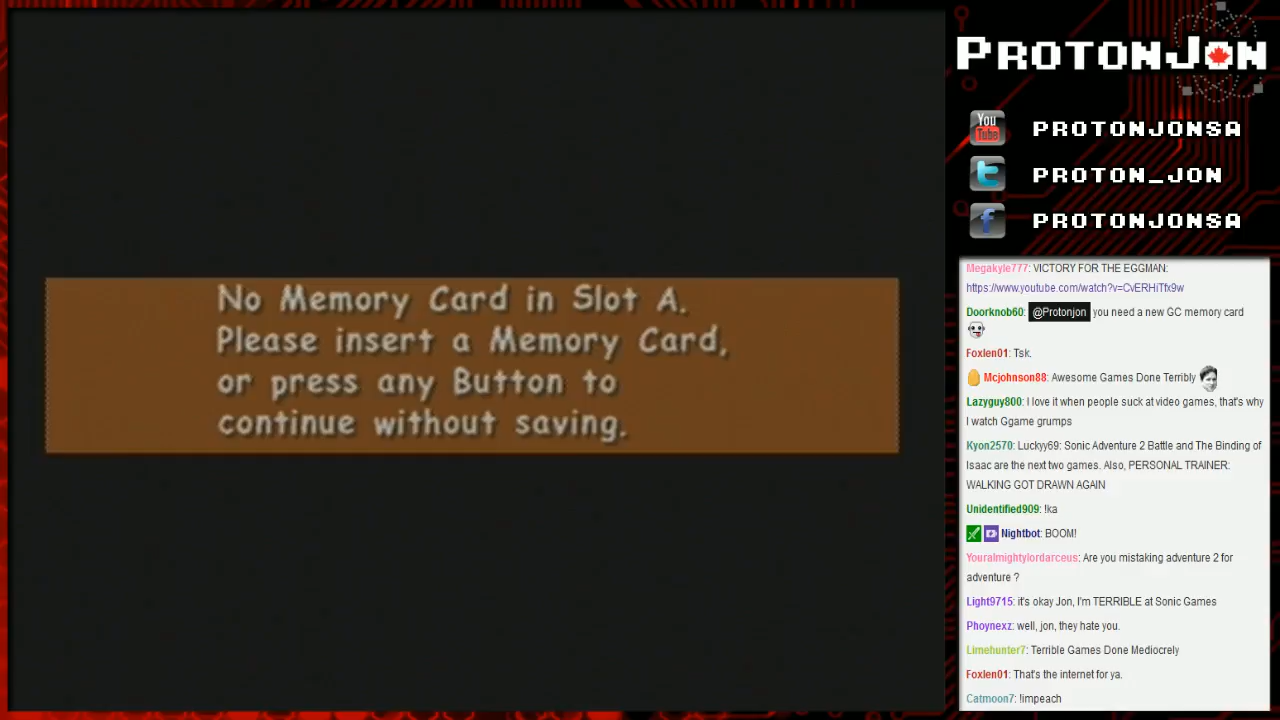 No Memory Card in Slot A.
Please insert a Memory Card,
or press any Button to
continue without saving.
PROTONJON
You
Tube
PROTONJONSA
PROTON_JON
PROTONJONSA
Megakyle777: VICTORY FOR THE EGGMAN:
https://www.youtube.com/watch?v=CvERHiTfx9w
Doorknob60: @Protonjon you need a new GC memory card
Foxlen01: Tsk.
Mcjohnson88: Awesome Games Done Terribly
Lazyguy800: I love it when people suck at video games, that's why
I watch Ggame grumps
Kyon2570: Luckyy69: Sonic Adventure 2 Battle and The Binding of
Isaac are the next two games. Also, PERSONAL TRAINER:
WALKING GOT DRAWN AGAIN
Unidentified909: !ka
Nightbot: BOOM!
Youralmightylordarceus: Are you mistaking adventure 2 for
adventure ?
Light9715: it's okay Jon, I'm TERRIBLE at Sonic Games
Phoynexz: well, jon, they hate you.
Limehunter7: Terrible Games Done Mediocrely
Foxlen01: That's the internet for ya.
Catmoon7: !impeach